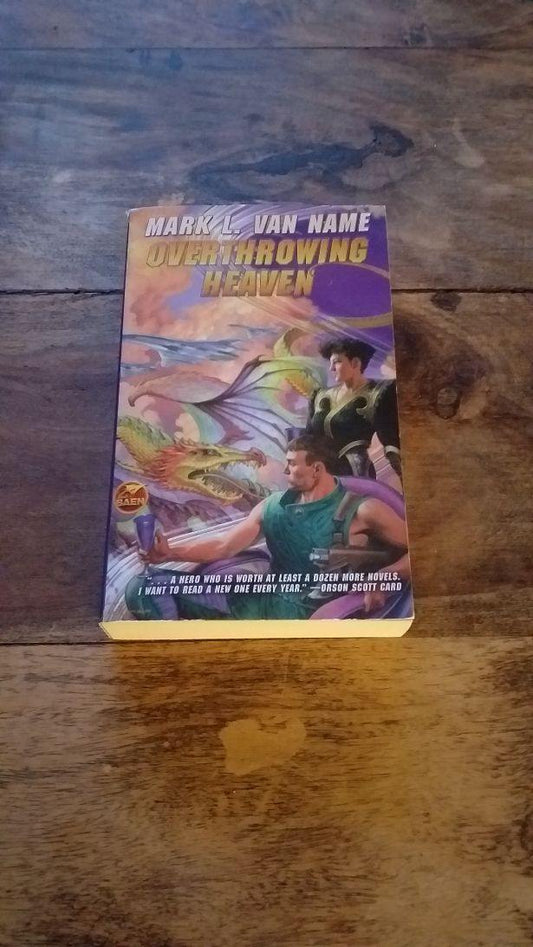 MARK L. VAN NAME
OVERTHROWING
HEAVEN
BAEN
". . . A HERO WHO IS WORTH AT LEAST A DOZEN MORE NOVELS.
I WANT TO READ A NEW ONE EVERY YEAR." —ORSON SCOTT CARD